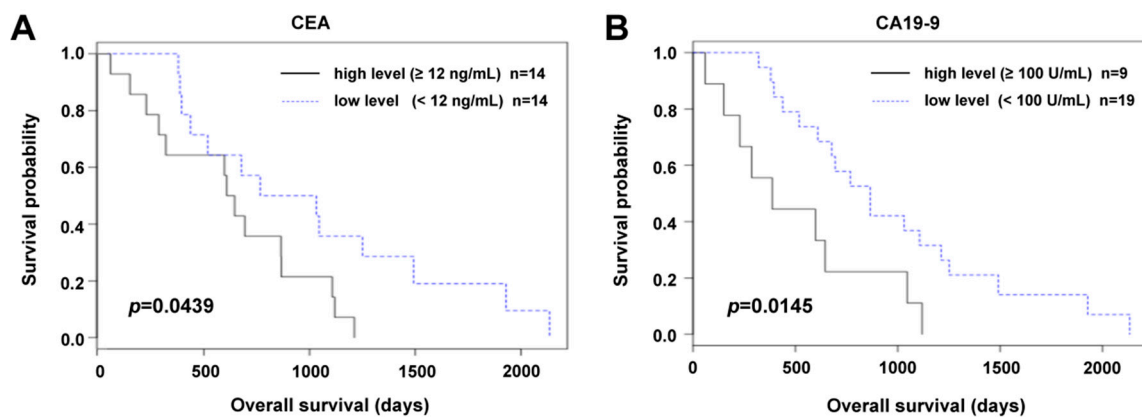 A
CEA
1.0
0.8
0.6
0.4
0.2
0.0
Survival probability
high level (≥ 12 ng/mL) n=14
low level (< 12 ng/mL) n=14
p=0.0439
0
500
1000
1500
2000
Overall survival (days)
B
CA19-9
1.0
0.8
0.6
0.4
0.2
0.0
Survival probability
high level (≥ 100 U/mL) n=9
low level (< 100 U/mL) n=19
p=0.0145
0
500
1000
1500
2000
Overall survival (days)